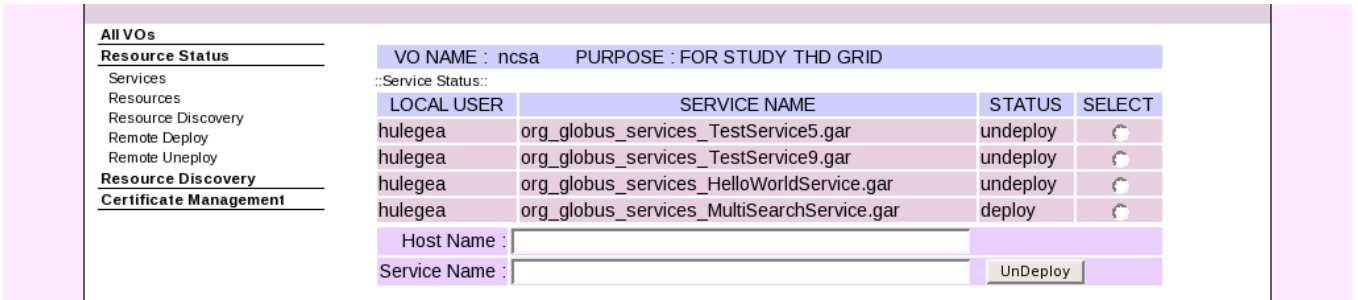 All VOs
Resource Status
Services
Resources
Resource Discovery
Remote Deploy
Remote Uneploy
Resource Discovery
Certificate Management
VO NAME : ncsa PURPOSE : FOR STUDY THD GRID
::Service Status::
LOCAL USER SERVICE NAME STATUS SELECT
hulegea org_globus_services_TestService5.gar undeploy
hulegea org_globus_services_TestService9.gar undeploy
hulegea org_globus_services_HelloWorldService.gar undeploy
hulegea org_globus_services_MultiSearchService.gar deploy
Host Name :
Service Name : UnDeploy